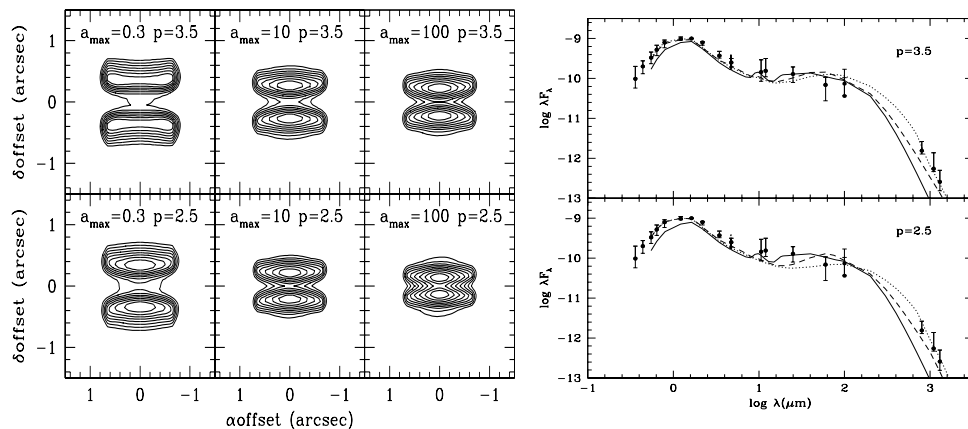 a_max=0.3 p=3.5
a_max=10 p=3.5
a_max=100 p=3.5
1
0
-1
δoffset (arcsec)
a_max=0.3 p=2.5
a_max=10 p=2.5
a_max=100 p=2.5
1
0
-1
δoffset (arcsec)
1 0 -1 1 0 -1 1 0 -1
αoffset (arcsec)
p=3.5
-9
-10
-11
-12
-13
log λF_λ
p=2.5
-9
-10
-11
-12
-13
log λF_λ
-1 0 1 2 3
log λ(μm)